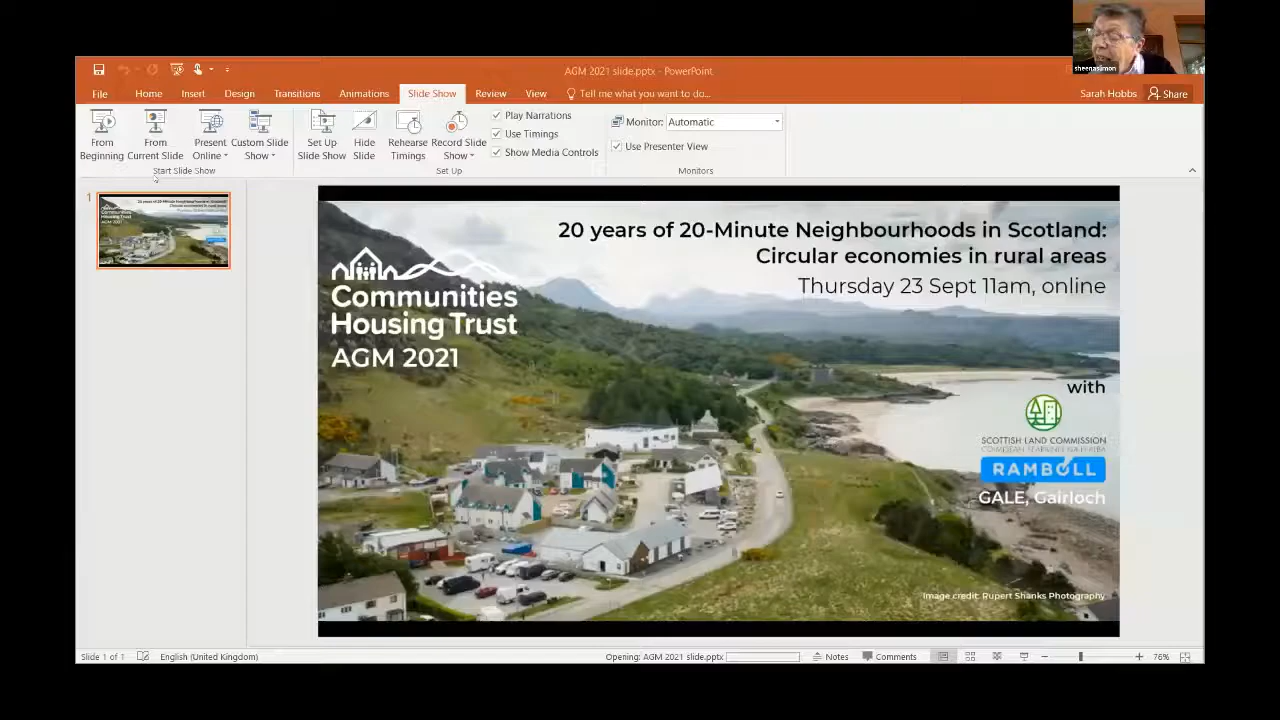 sheenasimon
AGM 2021 slide.pptx - PowerPoint
File Home Insert Design Transitions Animations Slide Show Review View Tell me what you want to do...
Sarah Hobbs Share
From Beginning
From Current Slide
Present Online
Custom Slide Show
Start Slide Show
Set Up Slide Show
Hide Slide
Rehearse Timings
Record Slide Show
Play Narrations
Use Timings
Show Media Controls
Set Up
Monitor: Automatic
Use Presenter View
Monitors
1
20 years of 20-Minute Neighbourhoods in Scotland:
Circular economies in rural areas
Thursday 23 Sept 11am, online
Communities
Housing Trust
AGM 2021
with
SCOTTISH LAND COMMISSION
RAMBOLL
GALE, Gairloch
Image credit: Rupert Shanks Photography
Slide 1 of 1 English (United Kingdom) Opening: AGM 2021 slide.pptx Notes Comments 76%